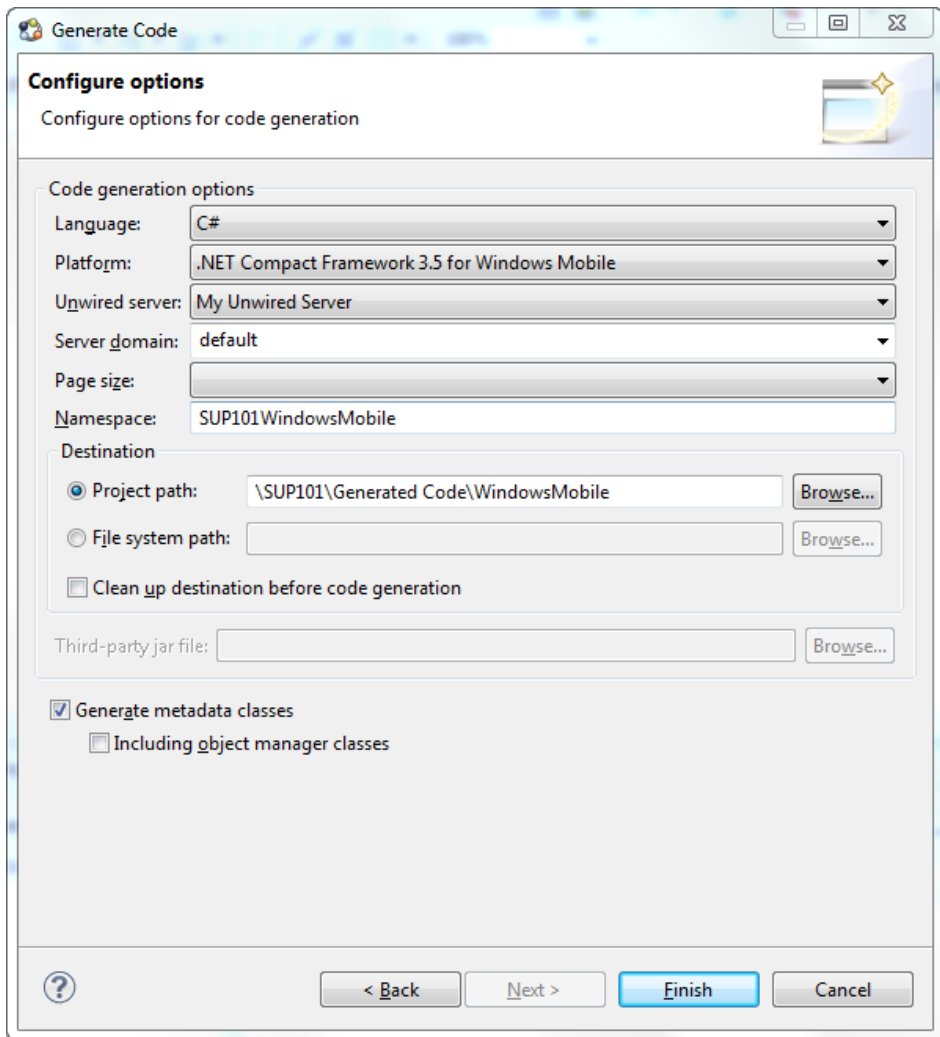 Generate Code
Configure options
Configure options for code generation
Code generation options
Language: C#
Platform: .NET Compact Framework 3.5 for Windows Mobile
Unwired server: My Unwired Server
Server domain: default
Page size:
Namespace: SUP101WindowsMobile
Destination
Project path: \SUP101\Generated Code\WindowsMobile Browse...
File system path: Browse...
Clean up destination before code generation
Third-party jar file: Browse...
Generate metadata classes
Including object manager classes
? < Back Next > Finish Cancel